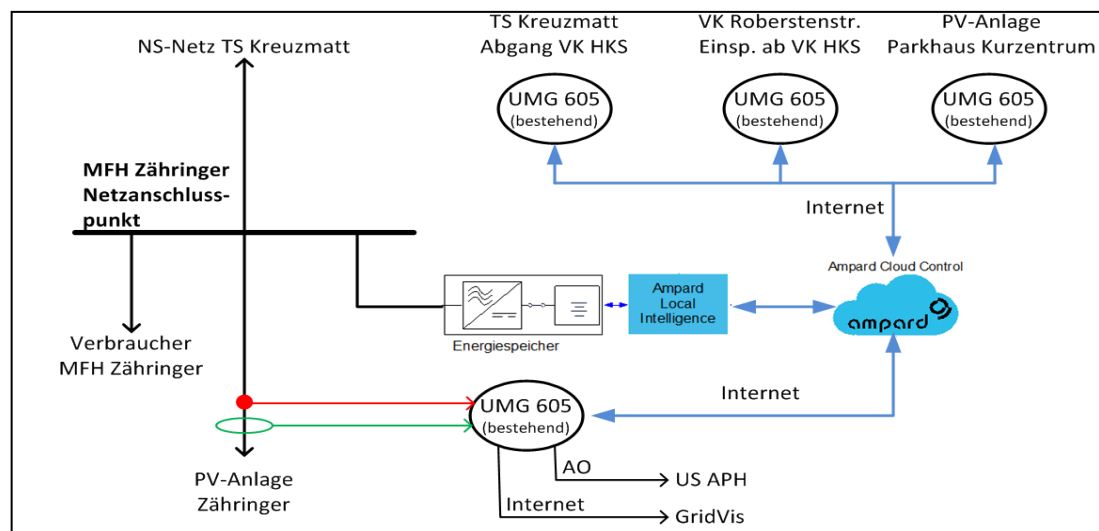 NS-Netz TS Kreuzmatt
TS Kreuzmatt
Abgang VK HKS
VK Roberstenstr.
Einsp. ab VK HKS
PV-Anlage
Parkhaus Kurzentrum
UMG 605
(bestehend)
UMG 605
(bestehend)
UMG 605
(bestehend)
MFH Zähringer
Netzanschluss-
punkt
Internet
Ampard Cloud Control
ampard
Ampard
Local
Intelligence
Energiespeicher
Verbraucher
MFH Zähringer
Internet
UMG 605
(bestehend)
PV-Anlage
Zähringer
AO
US APH
Internet
GridVis